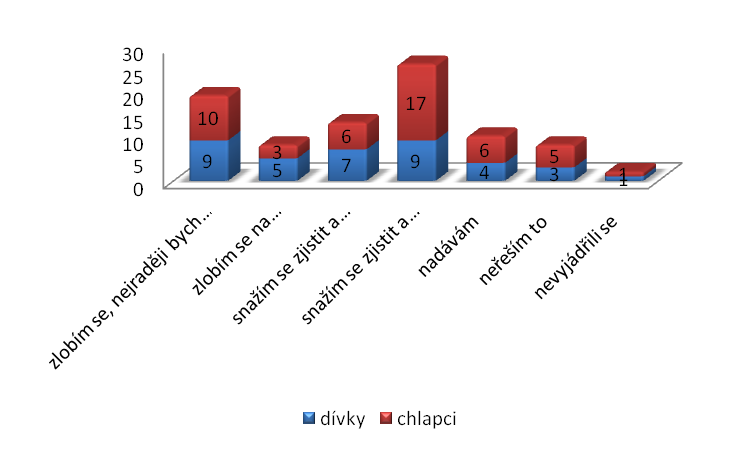 30
25
20
15
10
5
0
10
9
3
5
6
7
17
9
6
4
5
3
1
1
zlobím se, nejraději bych...
zlobím se na...
snažím se zjistit a...
snažím se zjistit a...
nadávám
neřeším to
nevyjádřili se
dívky chlapci